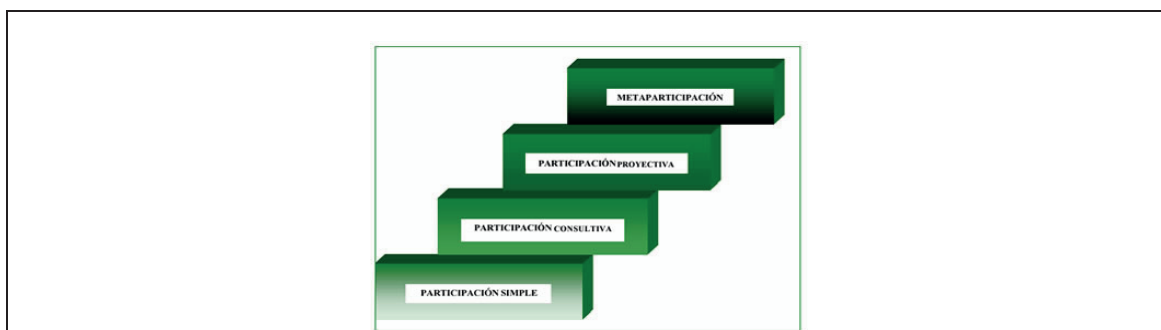 METAPARTICIPACIÓN
PARTICIPACIÓN PROYECTIVA
PARTICIPACIÓN CONSULTIVA
PARTICIPACIÓN SIMPLE